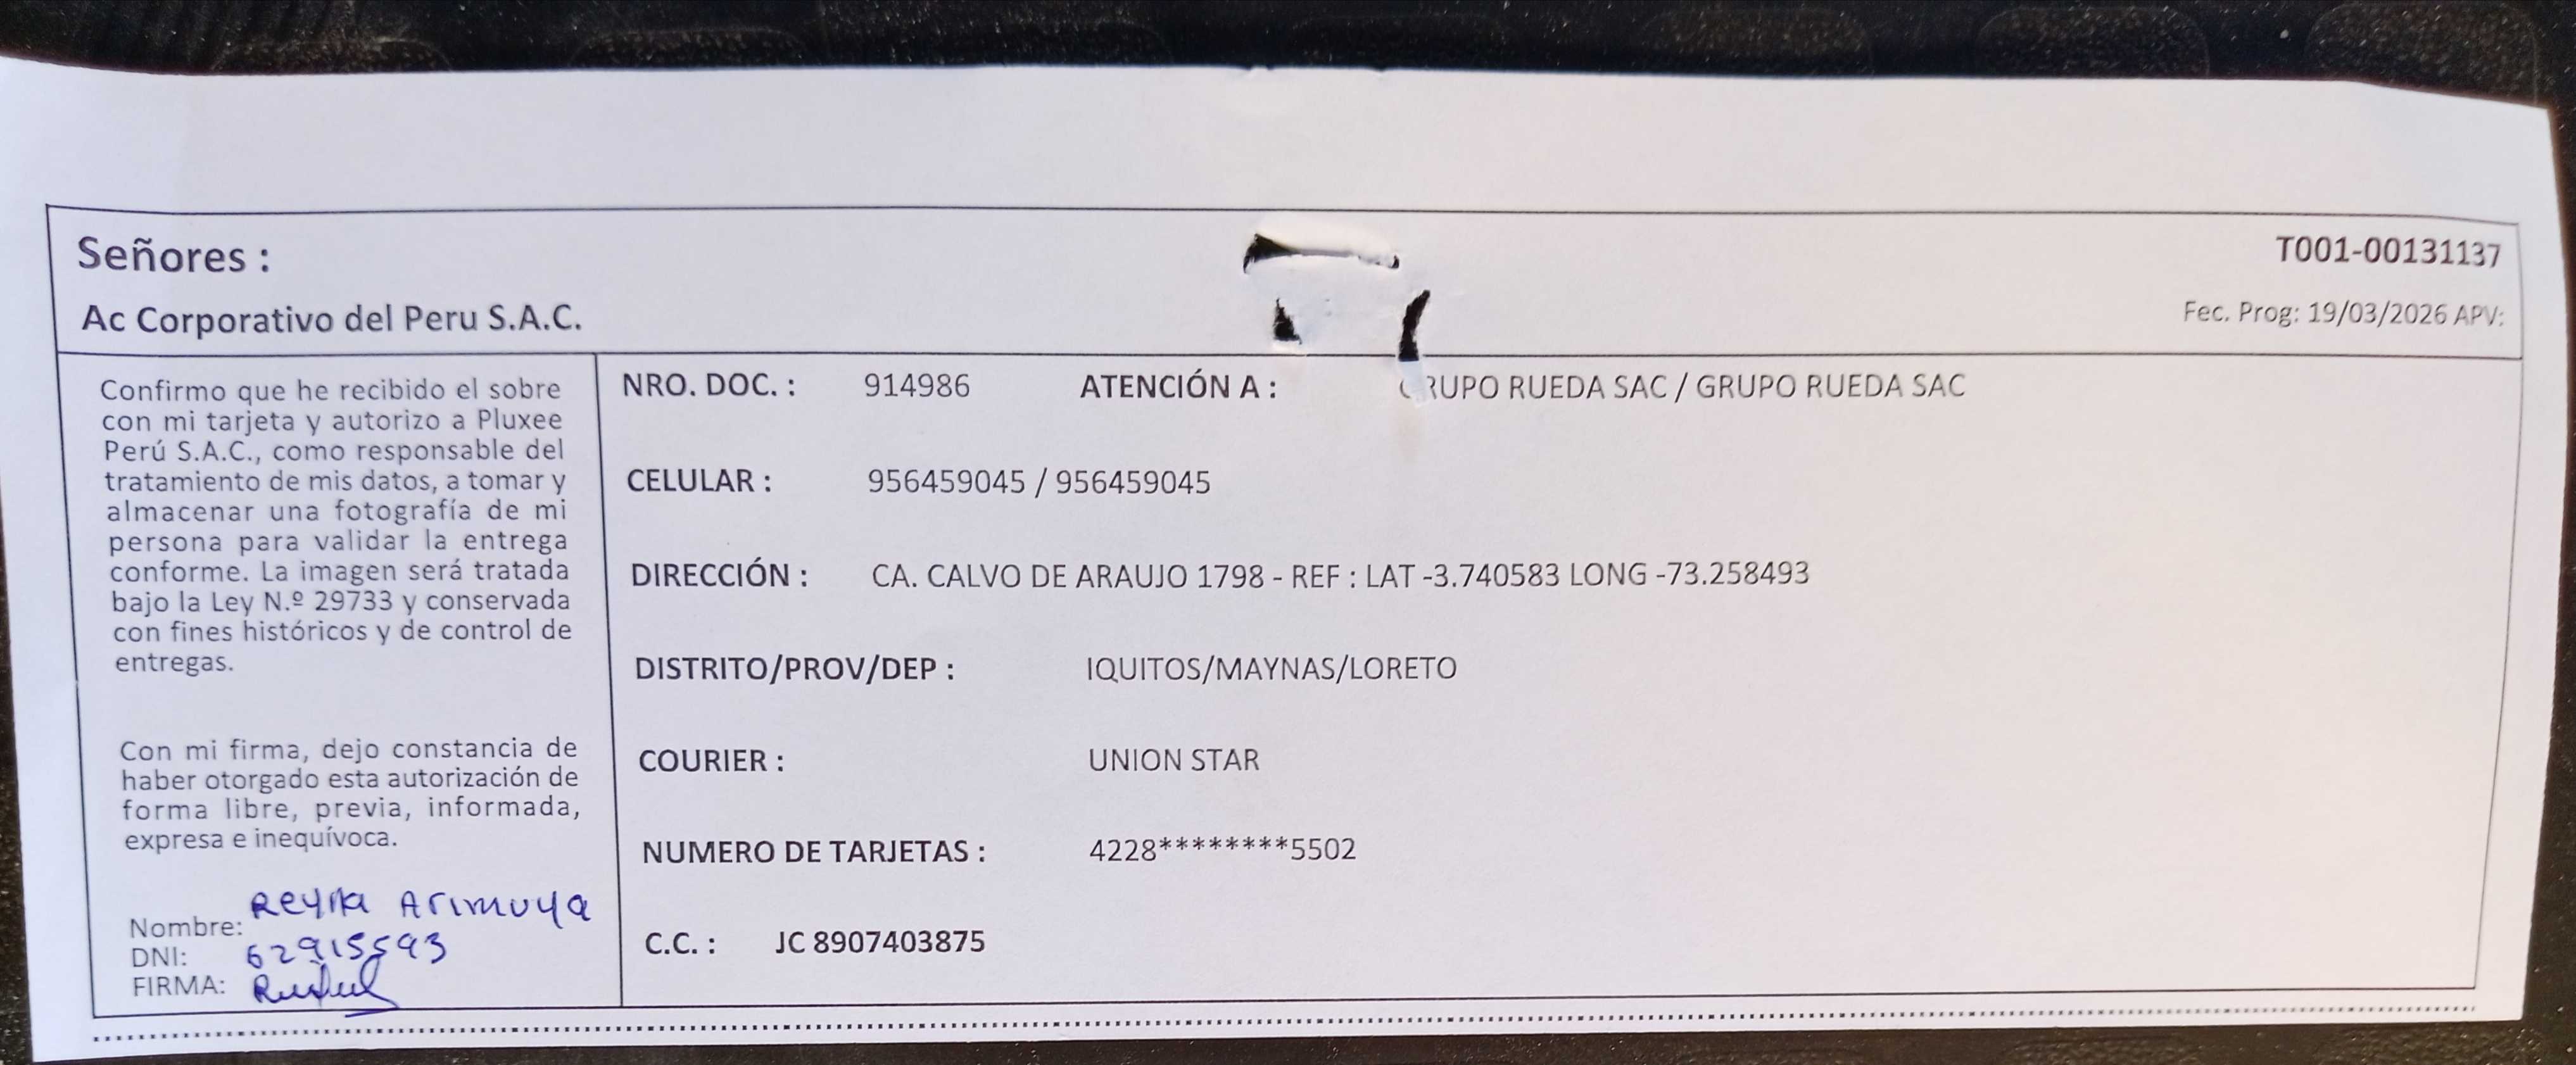 Señores :
T001-00131137
Ac Corporativo del Peru S.A.C.
Fec. Prog: 19/03/2026 APV:
Confirmo que he recibido el sobre
con mi tarjeta y autorizo a Pluxee
Perú S.A.C., como responsable del
tratamiento de mis datos, a tomar y
almacenar una fotografía de mi
persona para validar la entrega
conforme. La imagen será tratada
bajo la Ley N.º 29733 y conservada
con fines históricos y de control de
entregas.
Con mi firma, dejo constancia de
haber otorgado esta autorización de
forma libre, previa, informada,
expresa e inequívoca.
Nombre: Reyna Arimuya
DNI: 62915593
FIRMA:
NRO. DOC. : 914986 ATENCIÓN A : GRUPO RUEDA SAC / GRUPO RUEDA SAC
CELULAR : 956459045 / 956459045
DIRECCIÓN : CA. CALVO DE ARAUJO 1798 - REF : LAT -3.740583 LONG -73.258493
DISTRITO/PROV/DEP : IQUITOS/MAYNAS/LORETO
COURIER : UNION STAR
NUMERO DE TARJETAS : 4228********5502
C.C. : JC 8907403875